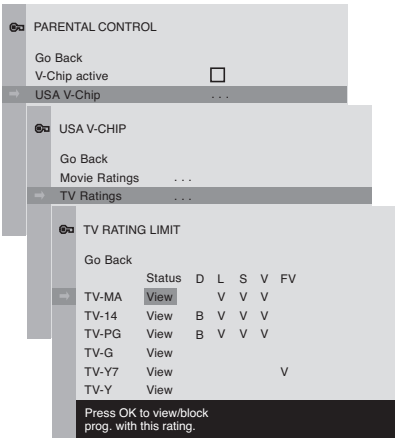 PARENTAL CONTROL
Go Back
V-Chip active
USA V-Chip . . .
USA V-CHIP
Go Back
Movie Ratings . . .
TV Ratings . . .
TV RATING LIMIT
Go Back
Status D L S V FV
TV-MA View V V V
TV-14 View B V V V
TV-PG View B V V V
TV-G View
TV-Y7 View V
TV-Y View
Press OK to view/block
prog. with this rating.